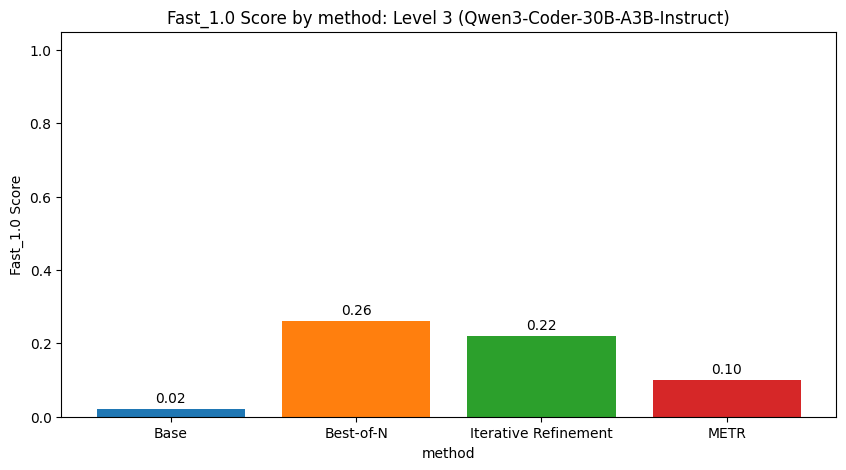 Fast_1.0 Score by method: Level 3 (Qwen3-Coder-30B-A3B-Instruct)
Fast_1.0 Score
1.0
0.8
0.6
0.4
0.2
0.0
0.02
0.26
0.22
0.10
Base
Best-of-N
Iterative Refinement
METR
method